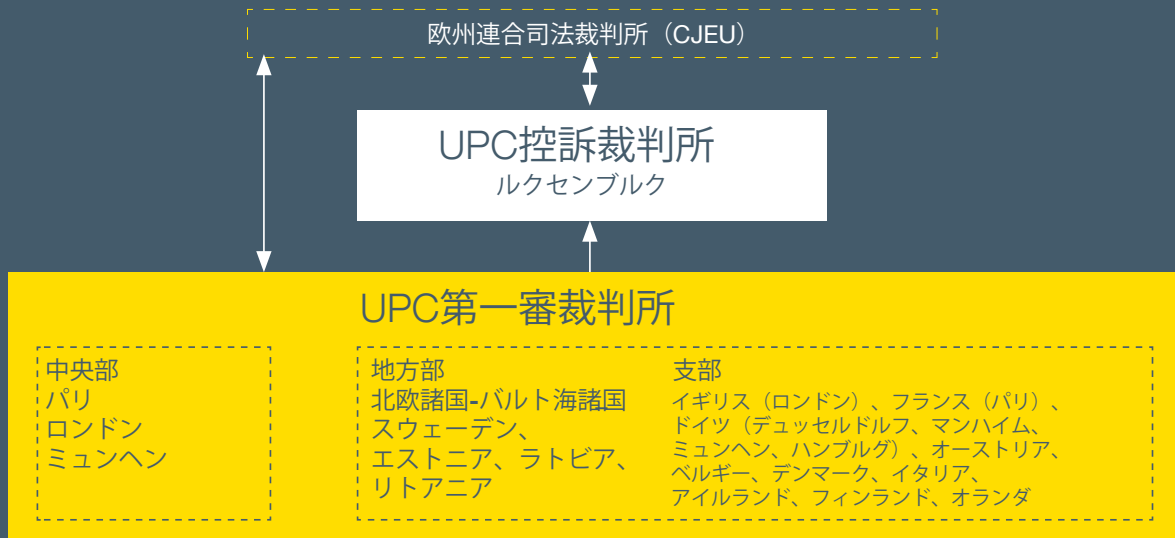 欧州連合司法裁判所（CJEU）
UPC控訴裁判所
ルクセンブルク
UPC第一審裁判所
中央部
パリ
ロンドン
ミュンヘン
地方部
北欧諸国-バルト海諸国
スウェーデン、
エストニア、ラトビア、
リトアニア
支部
イギリス（ロンドン）、フランス（パリ）、
ドイツ（デュッセルドルフ、マンハイム、
ミュンヘン、ハンブルグ）、オーストリア、
ベルギー、デンマーク、イタリア、
アイルランド、フィンランド、オランダ